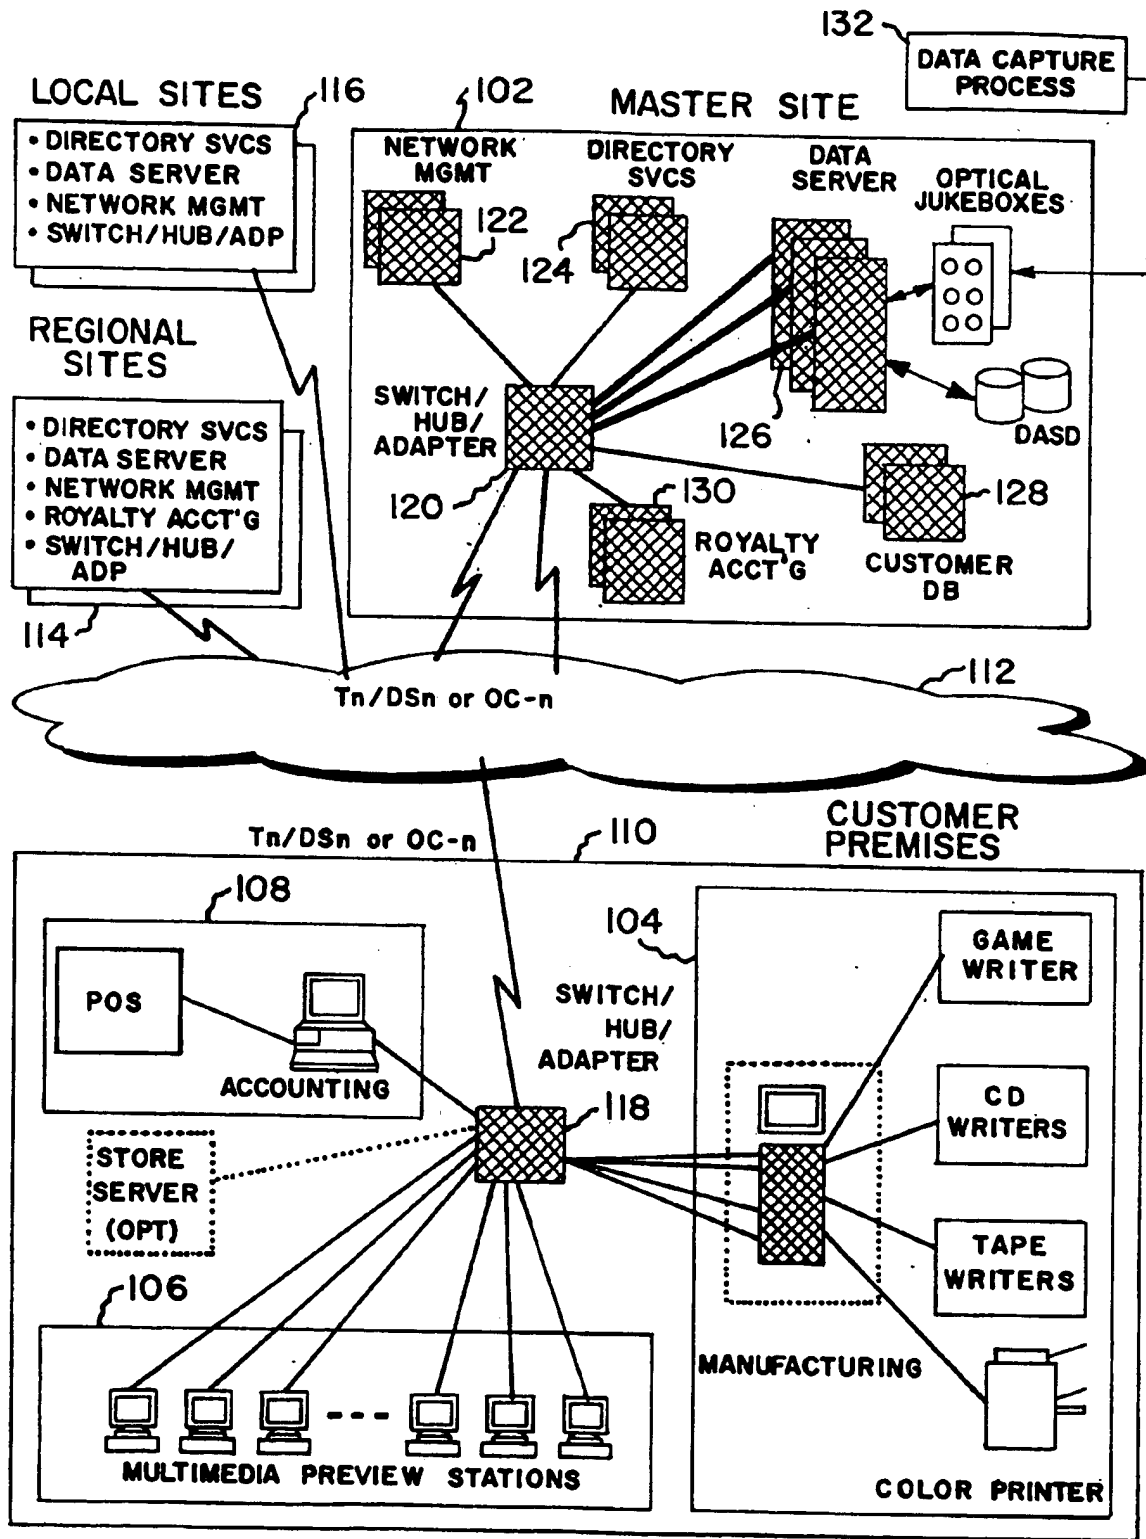 132
DATA CAPTURE
PROCESS
LOCAL SITES
116
• DIRECTORY SVCS
• DATA SERVER
• NETWORK MGMT
• SWITCH/HUB/ADP
102
MASTER SITE
NETWORK
MGMT
122
DIRECTORY
SVCS
124
DATA
SERVER
126
OPTICAL
JUKEBOXES
DASD
REGIONAL
SITES
• DIRECTORY SVCS
• DATA SERVER
• NETWORK MGMT
• ROYALTY ACCT'G
• SWITCH/HUB/
ADP
114
SWITCH/
HUB/
ADAPTER
120
130
ROYALTY
ACCT'G
128
CUSTOMER
DB
112
Tn/DSn or OC-n
Tn/DSn or OC-n
110
CUSTOMER
PREMISES
108
POS
ACCOUNTING
SWITCH/
HUB/
ADAPTER
118
STORE
SERVER
(OPT)
106
MULTIMEDIA PREVIEW STATIONS
104
GAME
WRITER
CD
WRITERS
TAPE
WRITERS
MANUFACTURING
COLOR PRINTER